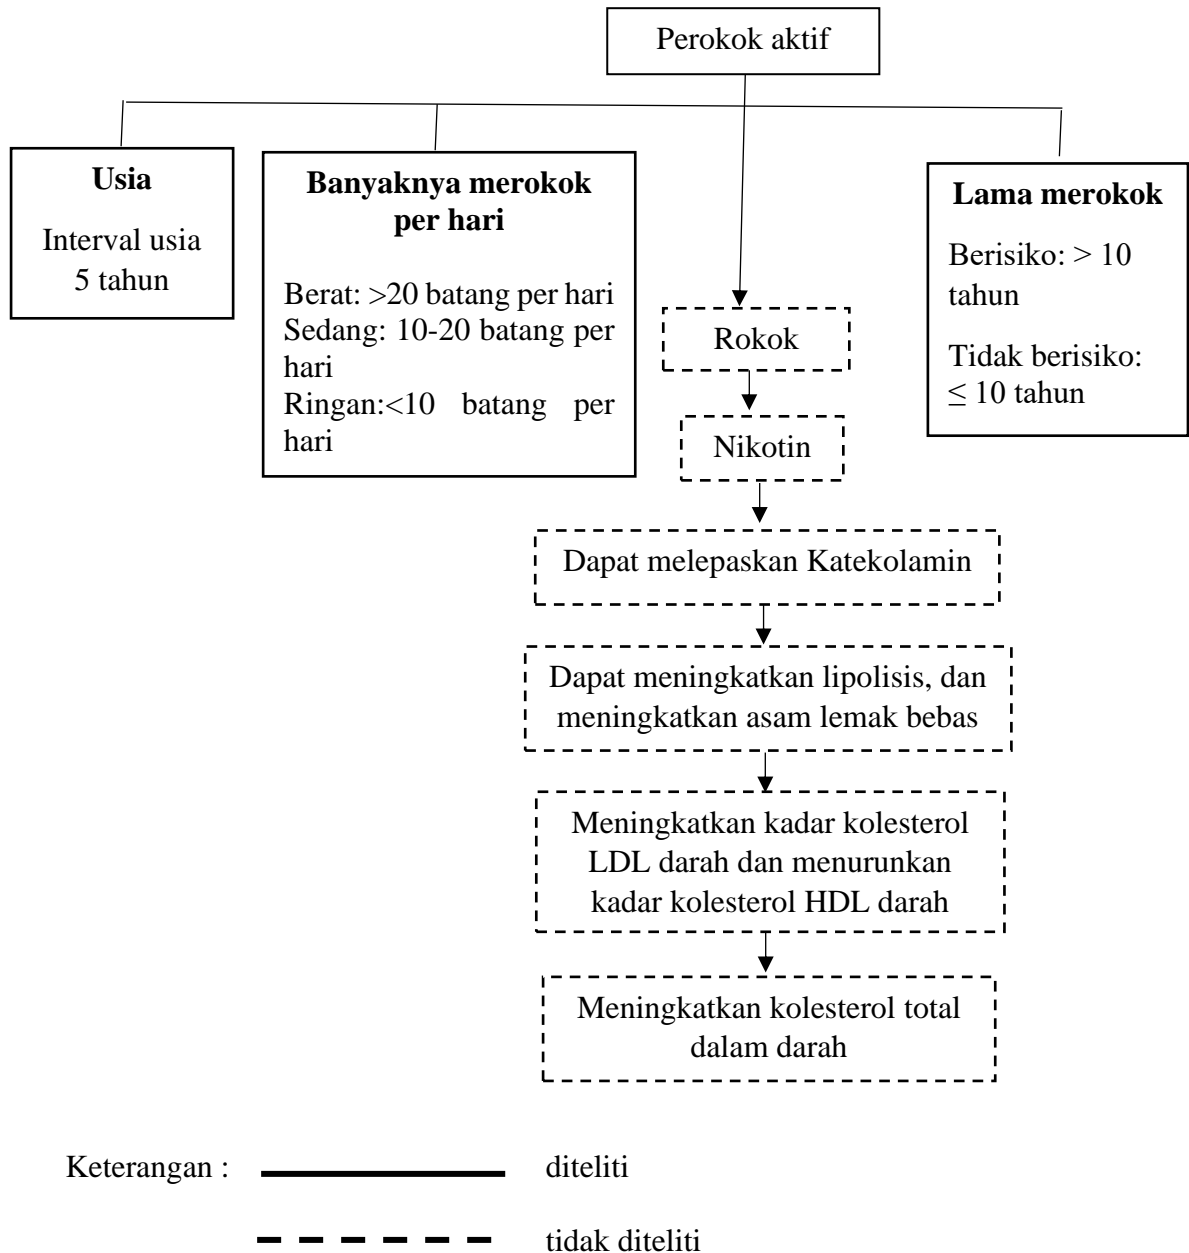 Perokok aktif
Usia
Interval usia
5 tahun
Banyaknya merokok
per hari
Berat: >20 batang per hari
Sedang: 10-20 batang per
hari
Ringan:<10 batang per
hari
Lama merokok
Berisiko: > 10
tahun
Tidak berisiko:
≤ 10 tahun
Rokok
Nikotin
Dapat melepaskan Katekolamin
Dapat meningkatkan lipolisis, dan
meningkatkan asam lemak bebas
Meningkatkan kadar kolesterol
LDL darah dan menurunkan
kadar kolesterol HDL darah
Meningkatkan kolesterol total
dalam darah
Keterangan : diteliti
tidak diteliti